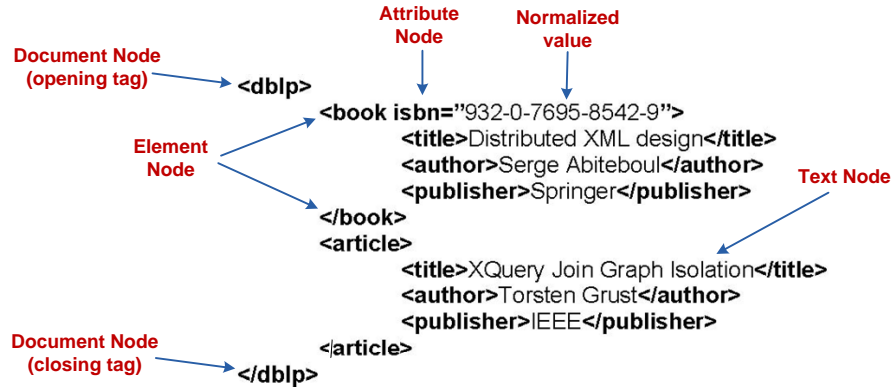 Attribute
Node
Normalized
value
Document Node
(opening tag)
<dblp>
<book isbn=”932-0-7695-8542-9”>
<title>Distributed XML design</title>
Element
Node
<author>Serge Abiteboul</author>
<publisher>Springer</publisher>
Text Node
</book>
<article>
<title>XQuery Join Graph Isolation</title>
<author>Torsten Grust</author>
<publisher>IEEE</publisher>
Document Node
(closing tag)
<article>
</dblp>